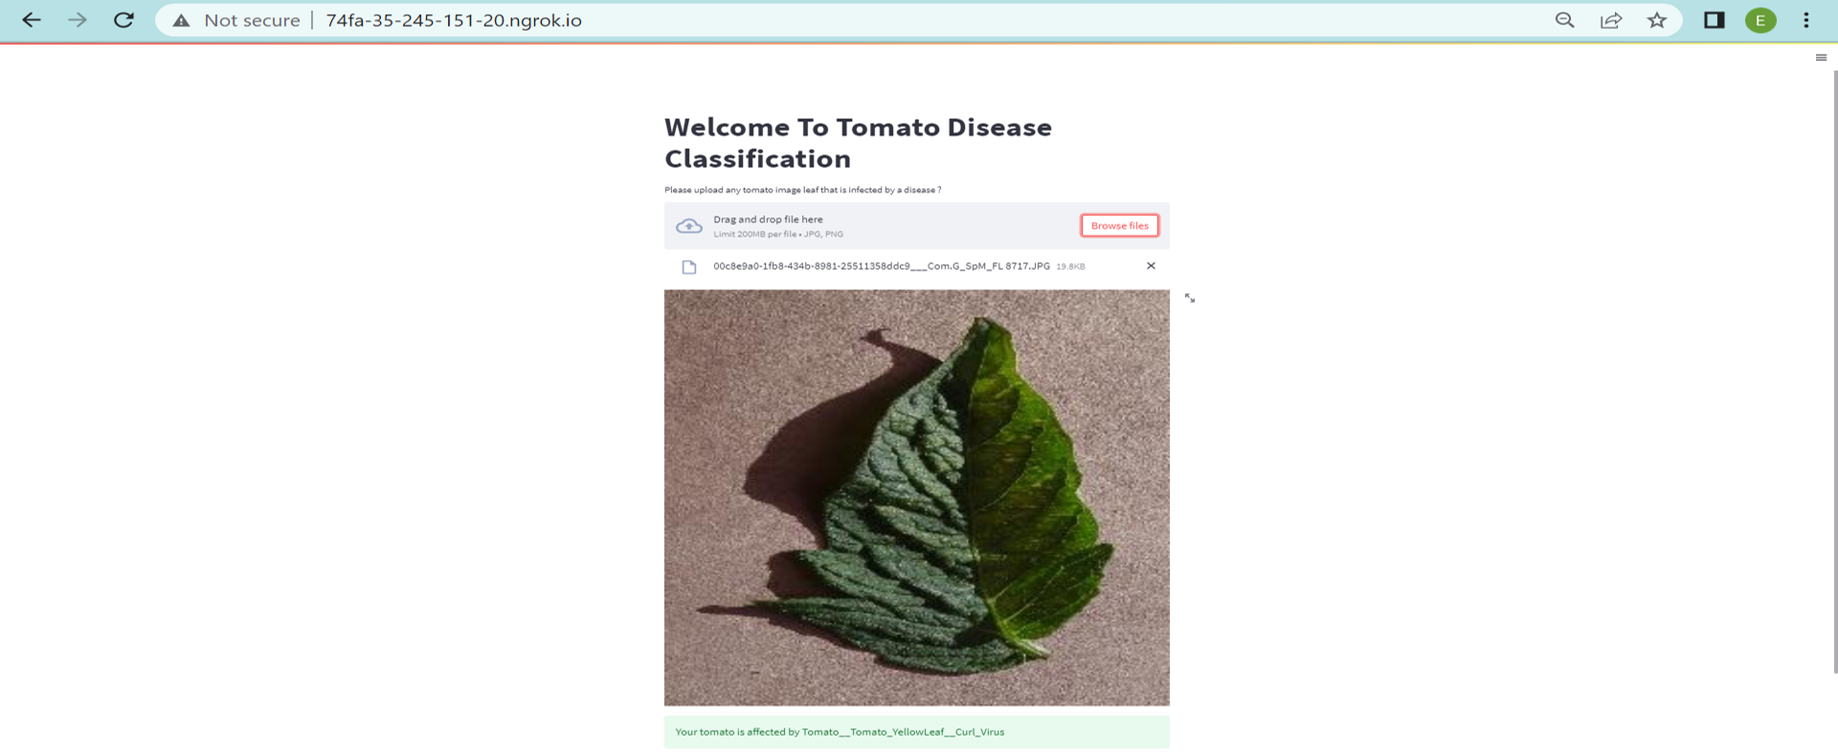 Not secure | 74fa-35-245-151-20.ngrok.io
E
Welcome To Tomato Disease
Classification
Please upload any tomato image leaf that is infected by a disease ?
Drag and drop file here
Limit 200MB per file • JPG, PNG
Browse files
00c8e9a0-1fb8-434b-8981-25511358ddc9___Com.G_SpM_FL 8717.JPG 19.8KB
Your tomato is affected by Tomato__Tomato_YellowLeaf__Curl_Virus